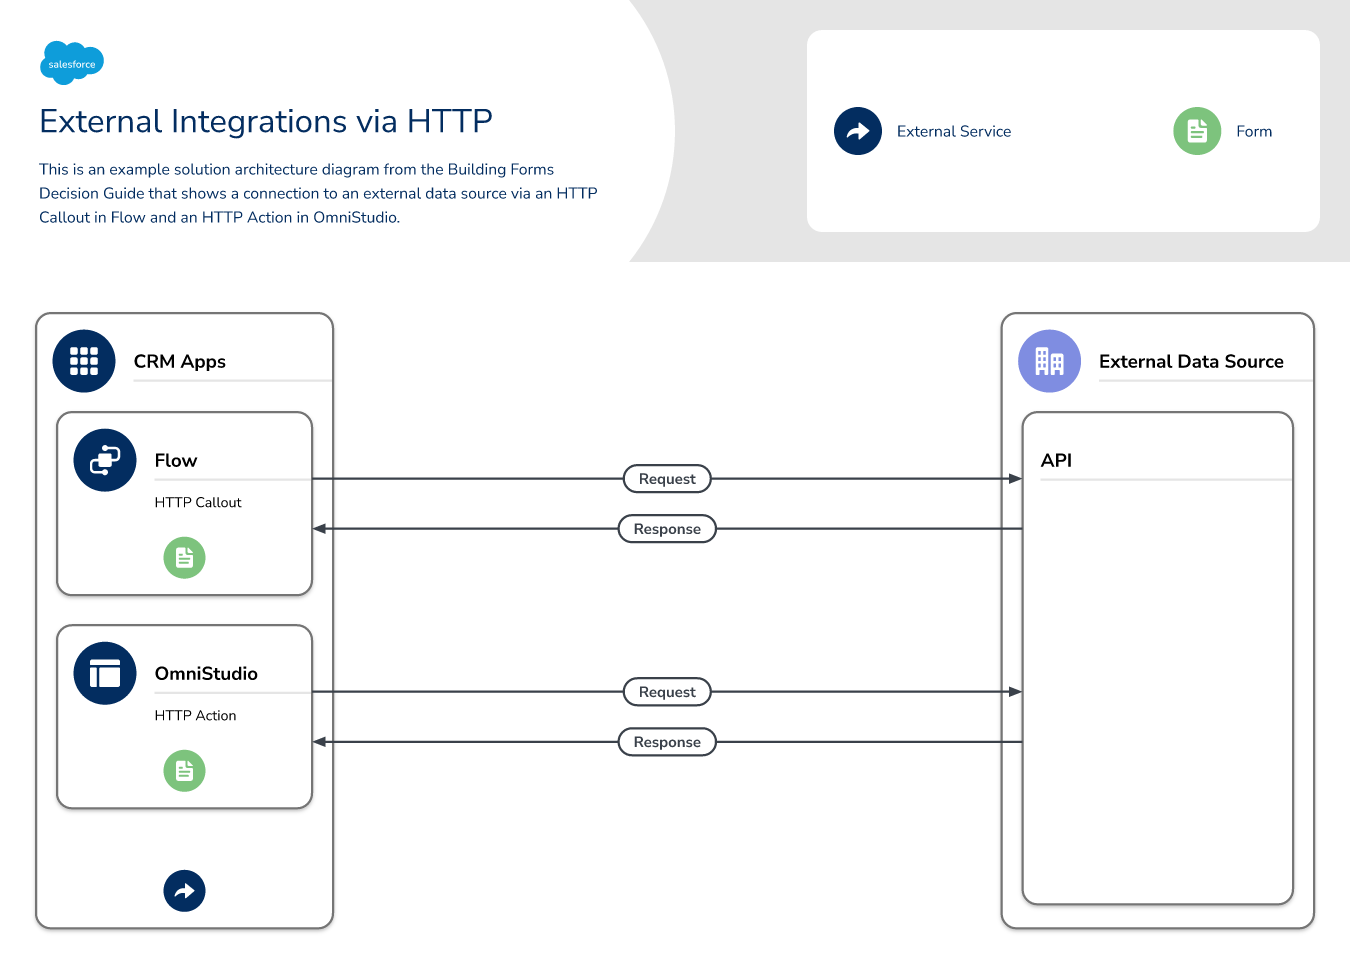 salesforce
External Integrations via HTTP
This is an example solution architecture diagram from the Building Forms
Decision Guide that shows a connection to an external data source via an HTTP
Callout in Flow and an HTTP Action in OmniStudio.
External Service
Form
CRM Apps
Flow
HTTP Callout
OmniStudio
HTTP Action
Request
Response
Request
Response
External Data Source
API